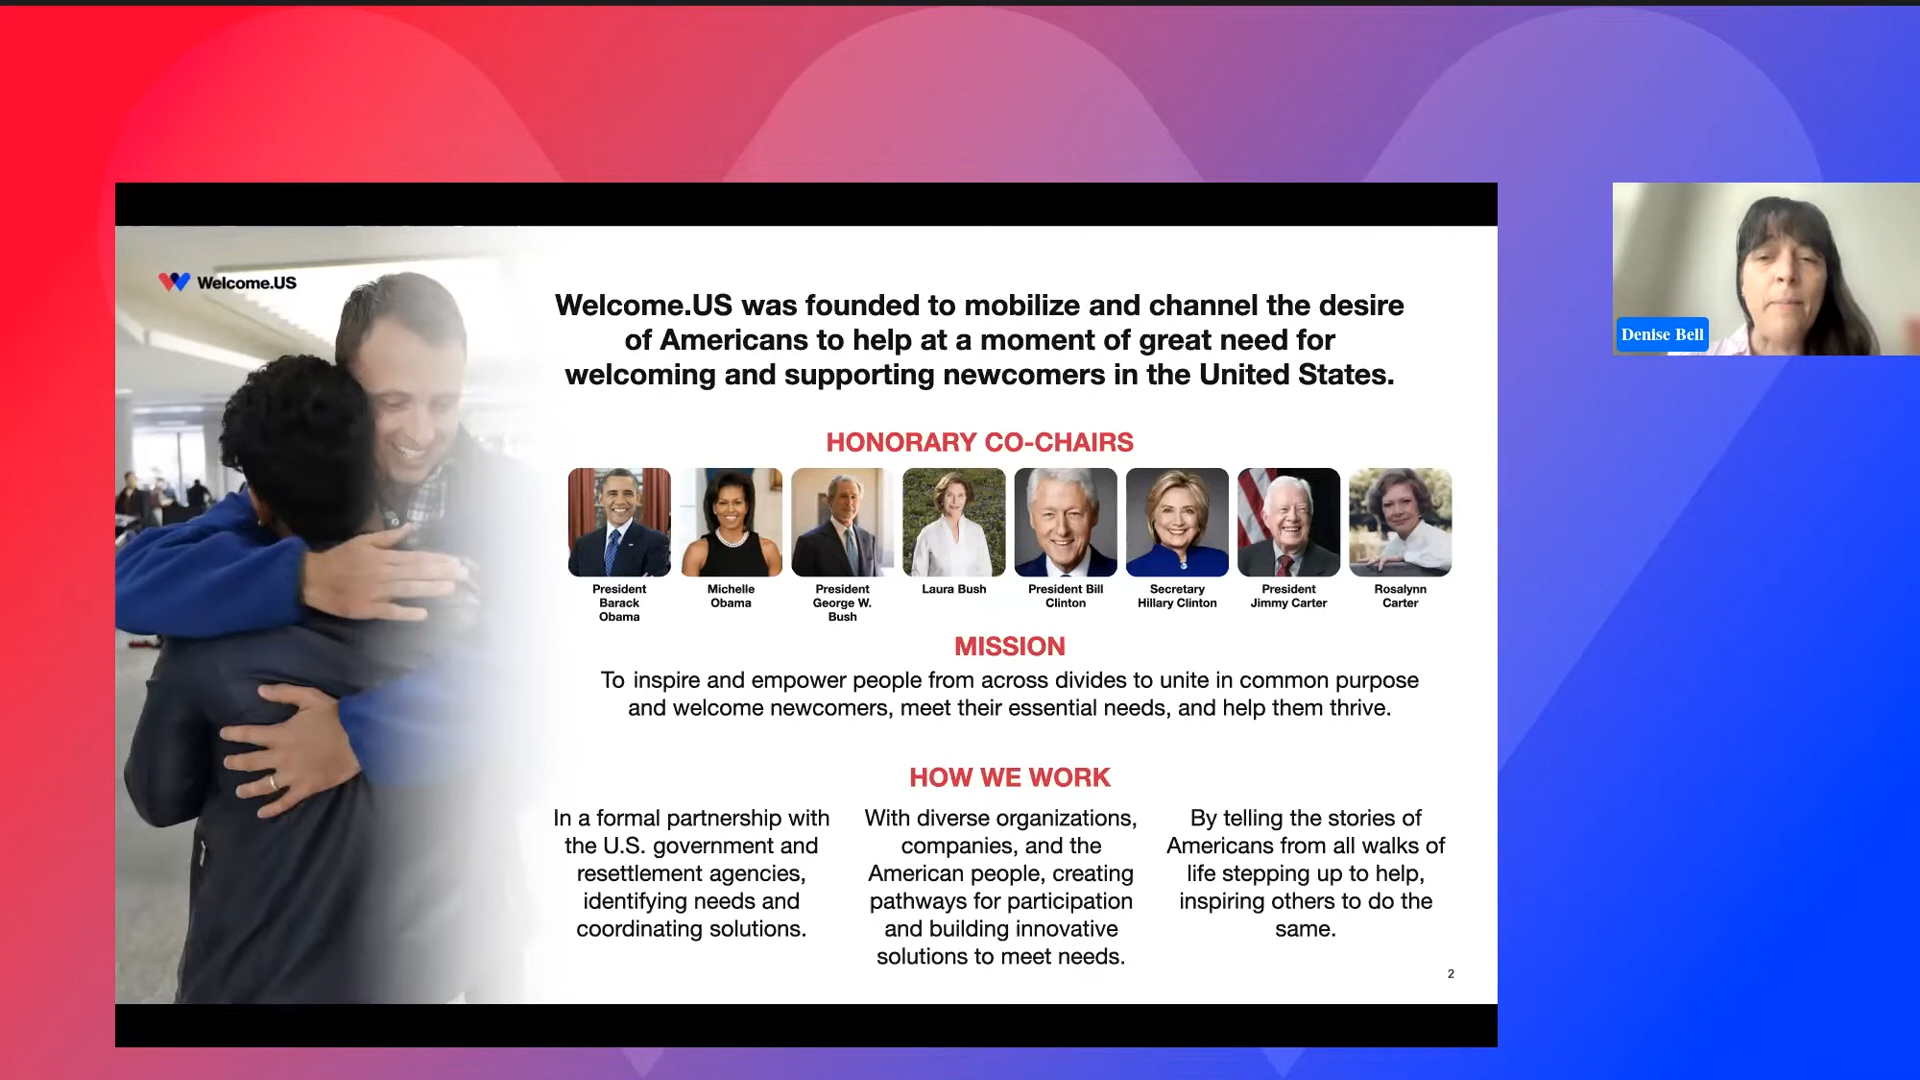 Welcome.US
Welcome.US was founded to mobilize and channel the desire
of Americans to help at a moment of great need for
welcoming and supporting newcomers in the United States.
HONORARY CO-CHAIRS
President
Barack
Obama
Michelle
Obama
President
George W.
Bush
Laura Bush
President Bill
Clinton
Secretary
Hillary Clinton
President
Jimmy Carter
Rosalynn
Carter
MISSION
To inspire and empower people from across divides to unite in common purpose
and welcome newcomers, meet their essential needs, and help them thrive.
HOW WE WORK
In a formal partnership with
the U.S. government and
resettlement agencies,
identifying needs and
coordinating solutions.
With diverse organizations,
companies, and the
American people, creating
pathways for participation
and building innovative
solutions to meet needs.
By telling the stories of
Americans from all walks of
life stepping up to help,
inspiring others to do the
same.
2
Denise Bell